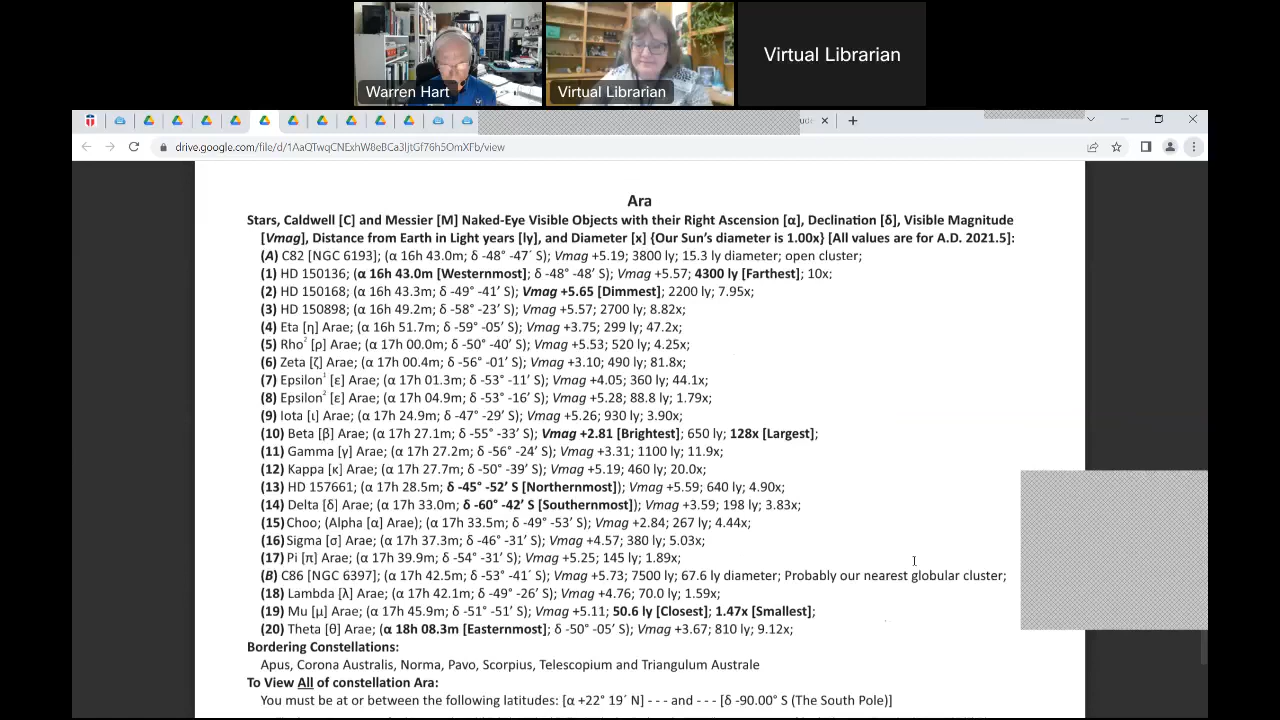 Virtual Librarian
Warren Hart
Virtual Librarian
drive.google.com/file/d/1AaQTwqCNExhW8eBCa3ljtGf76h5OmXFb/view
Ara
Stars, Caldwell [C] and Messier [M] Naked-Eye Visible Objects with their Right Ascension [α], Declination [δ], Visible Magnitude
[Vmag], Distance from Earth in Light years [ly], and Diameter [x] {Our Sun's diameter is 1.00x} [All values are for A.D. 2021.5]:
(A) C82 [NGC 6193]; (α 16h 43.0m; δ -48° -47´ S); Vmag +5.19; 3800 ly; 15.3 ly diameter; open cluster;
(1) HD 150136; (α 16h 43.0m [Westernmost]; δ -48° -48’ S); Vmag +5.57; 4300 ly [Farthest]; 10x;
(2) HD 150168; (α 16h 43.3m; δ -49° -41’ S); Vmag +5.65 [Dimmest]; 2200 ly; 7.95x;
(3) HD 150898; (α 16h 49.2m; δ -58° -23’ S); Vmag +5.57; 2700 ly; 8.82x;
(4) Eta [η] Arae; (α 16h 51.7m; δ -59° -05’ S); Vmag +3.75; 299 ly; 47.2x;
(5) Rho² [ρ] Arae; (α 17h 00.0m; δ -50° -40’ S); Vmag +5.53; 520 ly; 4.25x;
(6) Zeta [ζ] Arae; (α 17h 00.4m; δ -56° -01’ S); Vmag +3.10; 490 ly; 81.8x;
(7) Epsilon¹ [ε] Arae; (α 17h 01.3m; δ -53° -11’ S); Vmag +4.05; 360 ly; 44.1x;
(8) Epsilon² [ε] Arae; (α 17h 04.9m; δ -53° -16’ S); Vmag +5.28; 88.8 ly; 1.79x;
(9) Iota [ι] Arae; (α 17h 24.9m; δ -47° -29’ S); Vmag +5.26; 930 ly; 3.90x;
(10) Beta [β] Arae; (α 17h 27.1m; δ -55° -33’ S); Vmag +2.81 [Brightest]; 650 ly; 128x [Largest];
(11) Gamma [γ] Arae; (α 17h 27.2m; δ -56° -24’ S); Vmag +3.31; 1100 ly; 11.9x;
(12) Kappa [κ] Arae; (α 17h 27.7m; δ -50° -39’ S); Vmag +5.19; 460 ly; 20.0x;
(13) HD 157661; (α 17h 28.5m; δ -45° -52’ S [Northernmost]); Vmag +5.59; 640 ly; 4.90x;
(14) Delta [δ] Arae; (α 17h 33.0m; δ -60° -42’ S [Southernmost]); Vmag +3.59; 198 ly; 3.83x;
(15) Choo; (Alpha [α] Arae); (α 17h 33.5m; δ -49° -53’ S); Vmag +2.84; 267 ly; 4.44x;
(16) Sigma [σ] Arae; (α 17h 37.3m; δ -46° -31’ S); Vmag +4.57; 380 ly; 5.03x;
(17) Pi [π] Arae; (α 17h 39.9m; δ -54° -31’ S); Vmag +5.25; 145 ly; 1.89x;
(B) C86 [NGC 6397]; (α 17h 42.5m; δ -53° -41´ S); Vmag +5.73; 7500 ly; 67.6 ly diameter; Probably our nearest globular cluster;
(18) Lambda [λ] Arae; (α 17h 42.1m; δ -49° -26’ S); Vmag +4.76; 70.0 ly; 1.59x;
(19) Mu [μ] Arae; (α 17h 45.9m; δ -51° -51’ S); Vmag +5.11; 50.6 ly [Closest]; 1.47x [Smallest];
(20) Theta [θ] Arae; (α 18h 08.3m [Easternmost]; δ -50° -05’ S); Vmag +3.67; 810 ly; 9.12x;
Bordering Constellations:
Apus, Corona Australis, Norma, Pavo, Scorpius, Telescopium and Triangulum Australe
To View All of constellation Ara:
You must be at or between the following latitudes: [α +22° 19´ N] - - - and - - - [δ -90.00° S (The South Pole)]